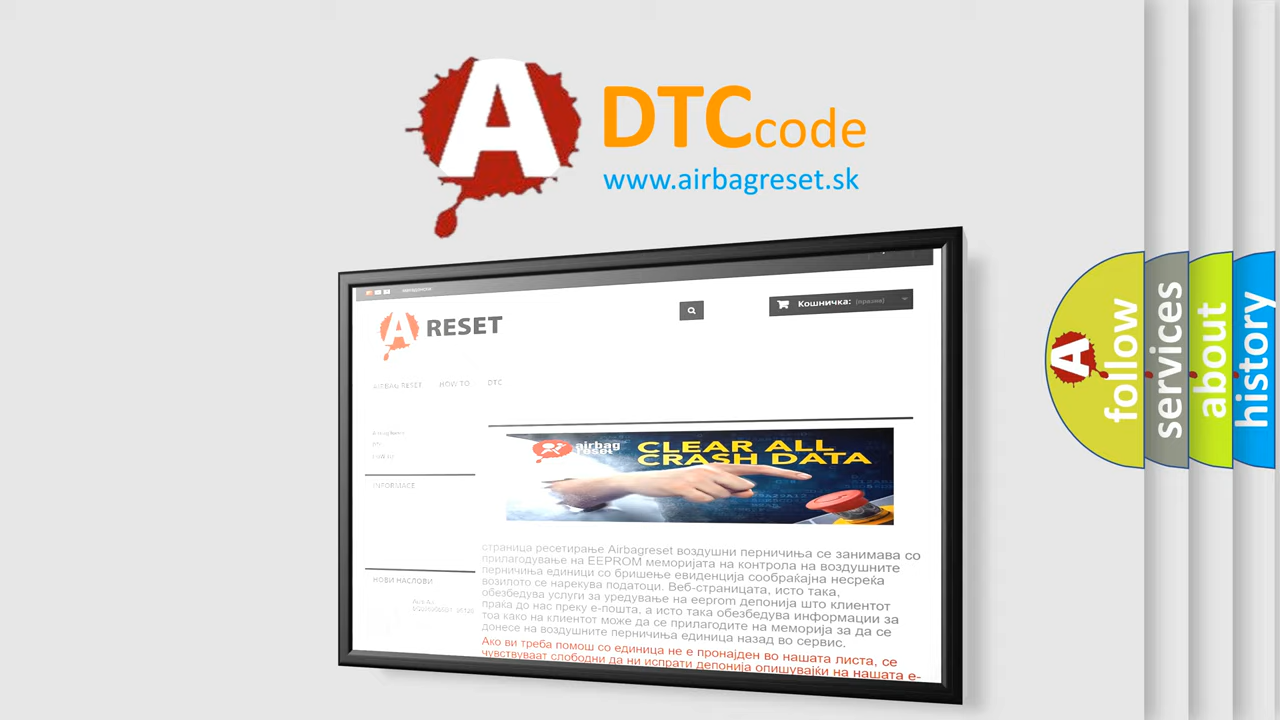 A
DTCcode
www.airbagreset.sk
A RESET
Кошничка: (празна)
AIRBAG RESET HOW TO DTC
INFORMACE
НОВИ НАСЛОВИ
airbag
reset
CLEAR ALL
CRASH DATA
страница ресетирање Airbagreset воздушни перничиња се занимава со
прилагодување на EEPROM меморијата на контрола на воздушните
перничиња единици со бришење евиденција сообраќајна несреќа
возилото се нарекува податоци. Веб-страницата, исто така,
обезбедува услуги за уредување на eeprom депонија што клиентот
праќа до нас преку е-пошта, а исто така обезбедува информации за
тоа како на клиентот може да се прилагодите на меморија за да се
донесе на воздушните перничиња единица назад во сервис.
Ако ви треба помош со единица не е пронајден во нашата листа, се
чувствуваат слободни да ни испрати депонија опишувајќи на нашата е-
A
follow
services
about
history